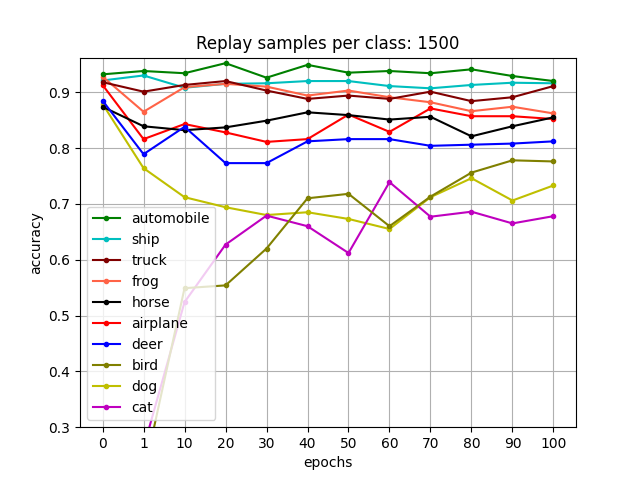 Replay samples per class: 1500
accuracy
0.9
0.8
0.7
0.6
0.5
0.4
0.3
automobile
ship
truck
frog
horse
airplane
deer
bird
dog
cat
0 1 10 20 30 40 50 60 70 80 90 100
epochs